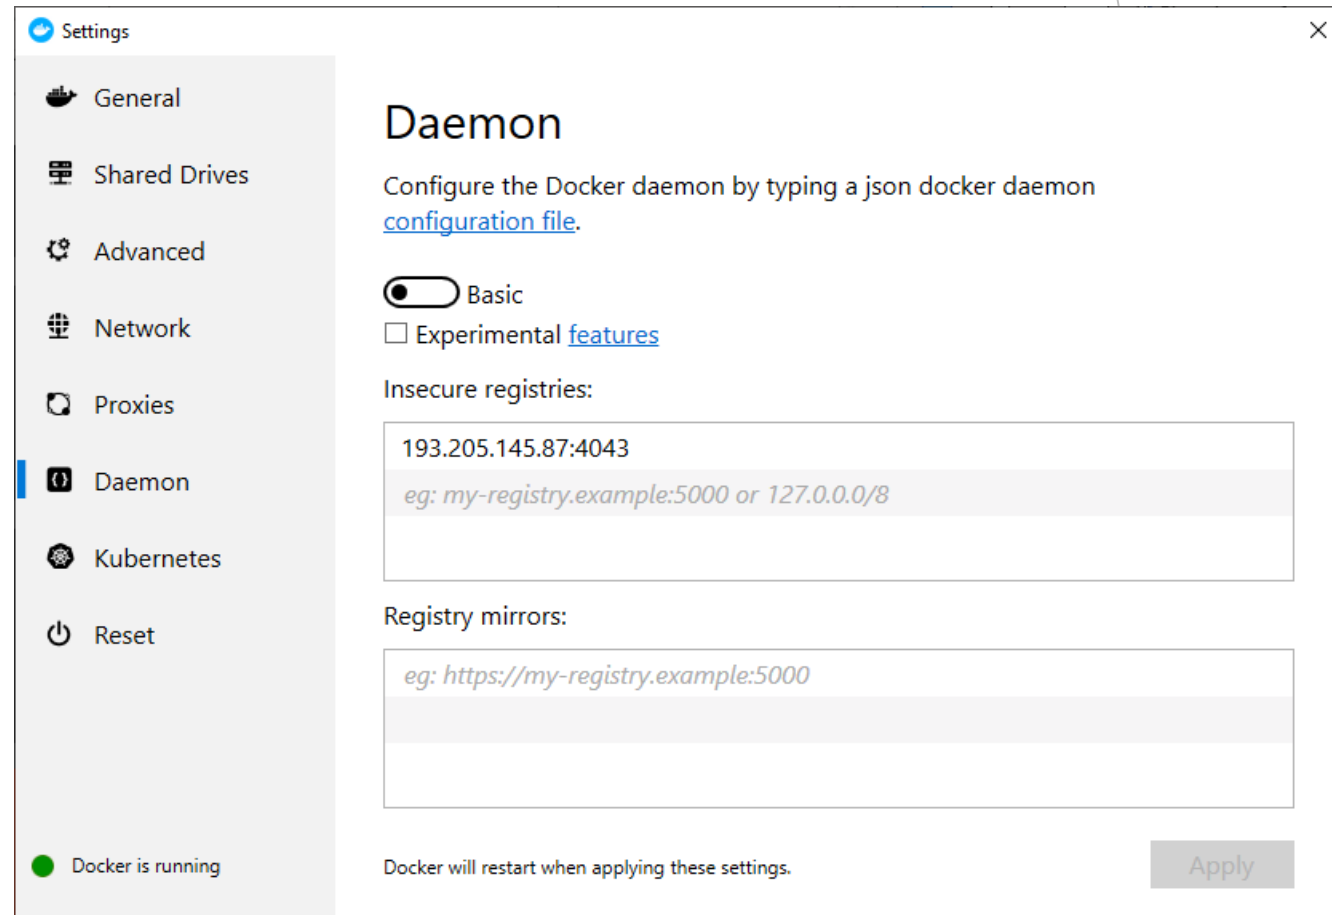 Settings
General
Shared Drives
Advanced
Network
Proxies
Daemon
Kubernetes
Reset
Docker is running
Daemon
Configure the Docker daemon by typing a json docker daemon
configuration file.
Basic
Experimental features
Insecure registries:
193.205.145.87:4043
eg: my-registry.example:5000 or 127.0.0.0/8
Registry mirrors:
eg: https://my-registry.example:5000
Docker will restart when applying these settings.
Apply